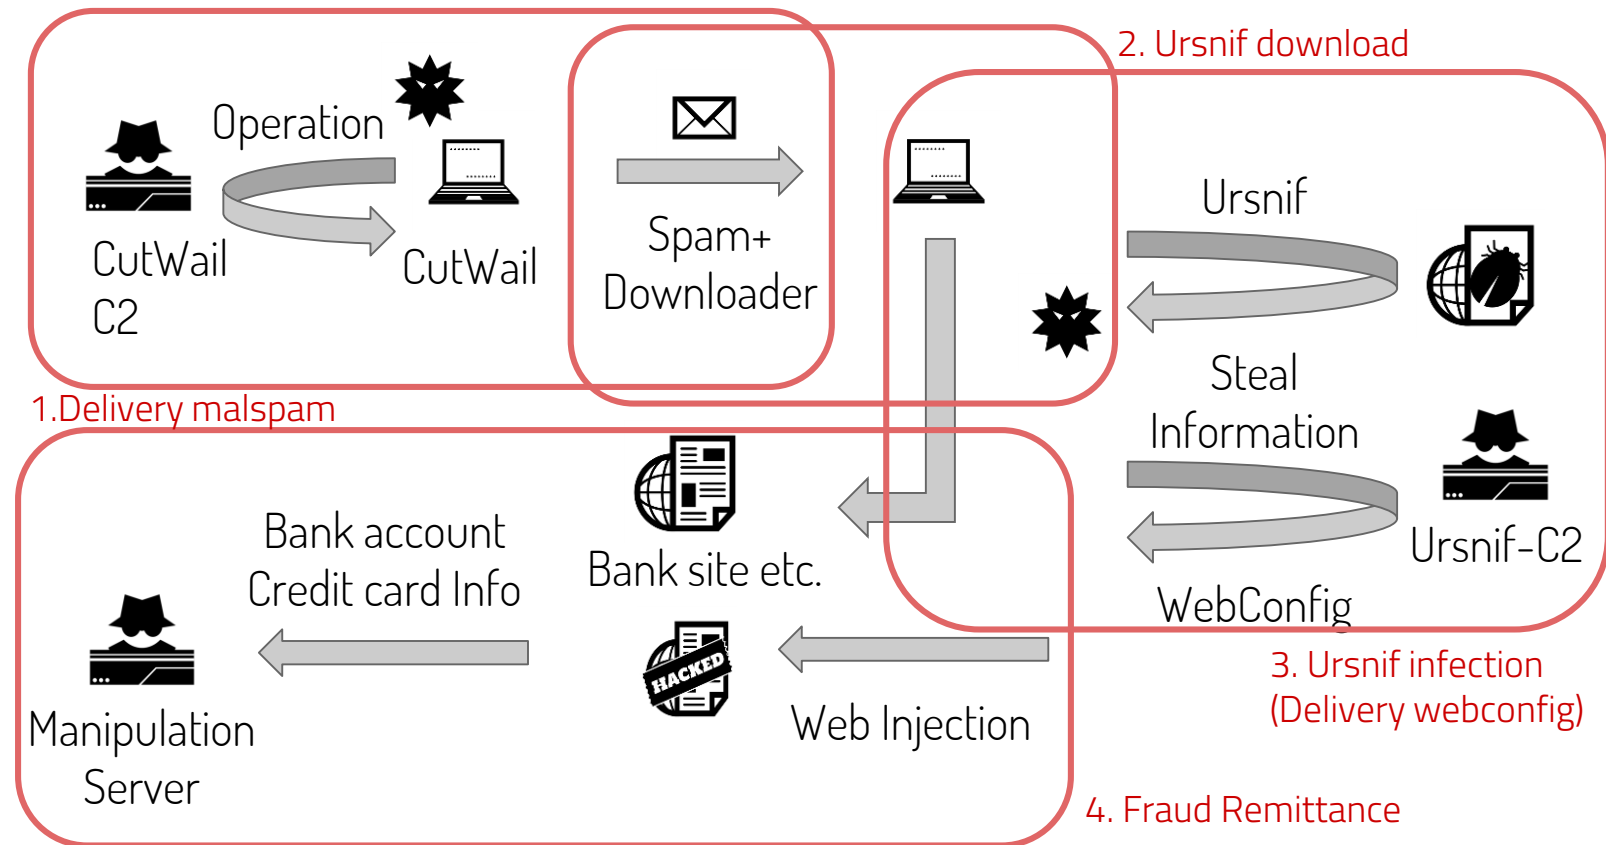 2. Ursnif download
Operation
CutWail
C2
CutWail
Spam+
Downloader
Ursnif
Steal
Information
Ursnif-C2
WebConfig
1.Delivery malspam
Bank account
Credit card Info
Bank site etc.
HACKED
Web Injection
Manipulation
Server
3. Ursnif infection
(Delivery webconfig)
4. Fraud Remittance